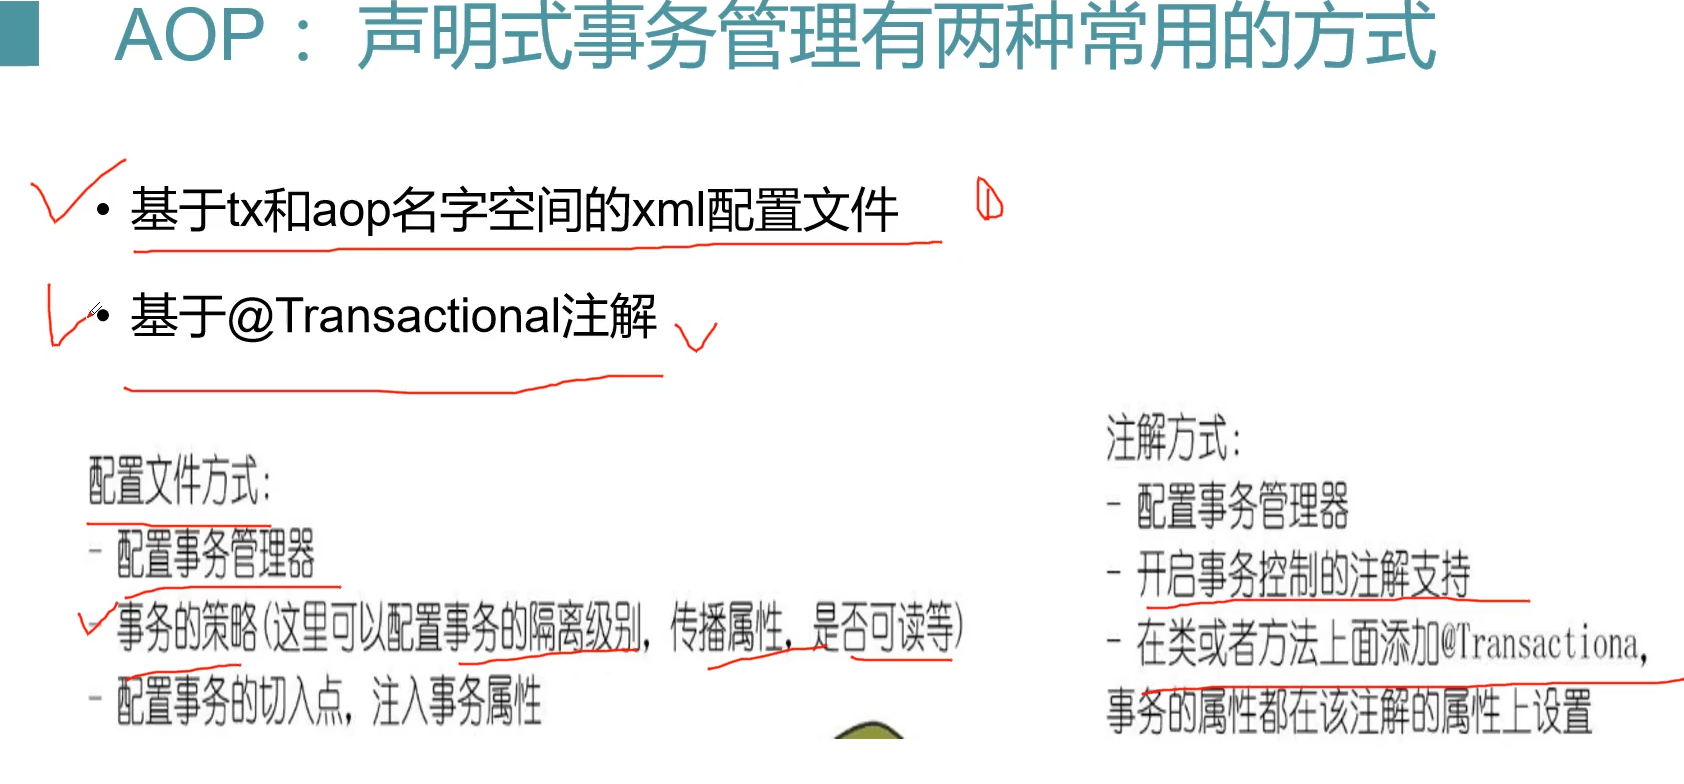 AOP：声明式事务管理有两种常用的方式
• 基于tx和aop名字空间的xml配置文件
• 基于@Transactional注解
配置文件方式：
- 配置事务管理器
- 事务的策略(这里可以配置事务的隔离级别，传播属性，是否可读等)
- 配置事务的切入点，注入事务属性
注解方式：
- 配置事务管理器
- 开启事务控制的注解支持
- 在类或者方法上面添加@Transactiona，
事务的属性都在该注解的属性上设置